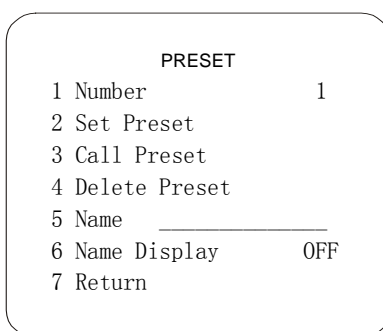 PRESET
1 Number 1
2 Set Preset
3 Call Preset
4 Delete Preset
5 Name ______________
6 Name Display OFF
7 Return